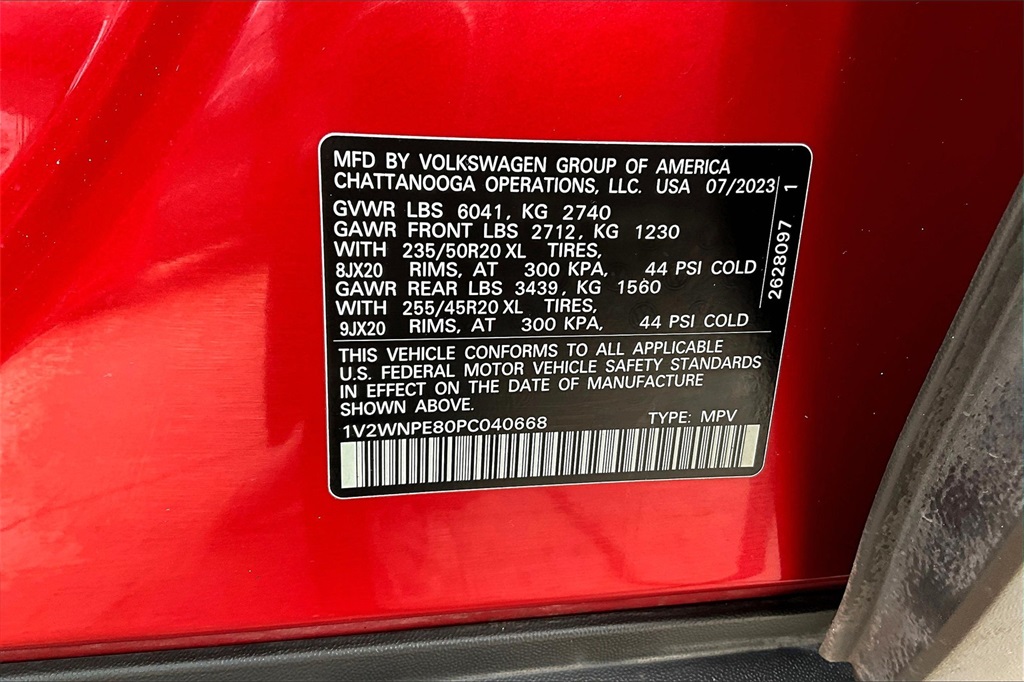 MFD BY VOLKSWAGEN GROUP OF AMERICA
CHATTANOOGA OPERATIONS, LLC. USA 07/2023
GVWR LBS 6041, KG 2740
GAWR FRONT LBS 2712, KG 1230
WITH 235/50R20 XL TIRES,
8JX20 RIMS, AT 300 KPA, 44 PSI COLD
GAWR REAR LBS 3439, KG 1560
WITH 255/45R20 XL TIRES,
9JX20 RIMS, AT 300 KPA, 44 PSI COLD
2628097 1
THIS VEHICLE CONFORMS TO ALL APPLICABLE
U.S. FEDERAL MOTOR VEHICLE SAFETY STANDARDS
IN EFFECT ON THE DATE OF MANUFACTURE
SHOWN ABOVE.
1V2WNPE80PC040668 TYPE: MPV